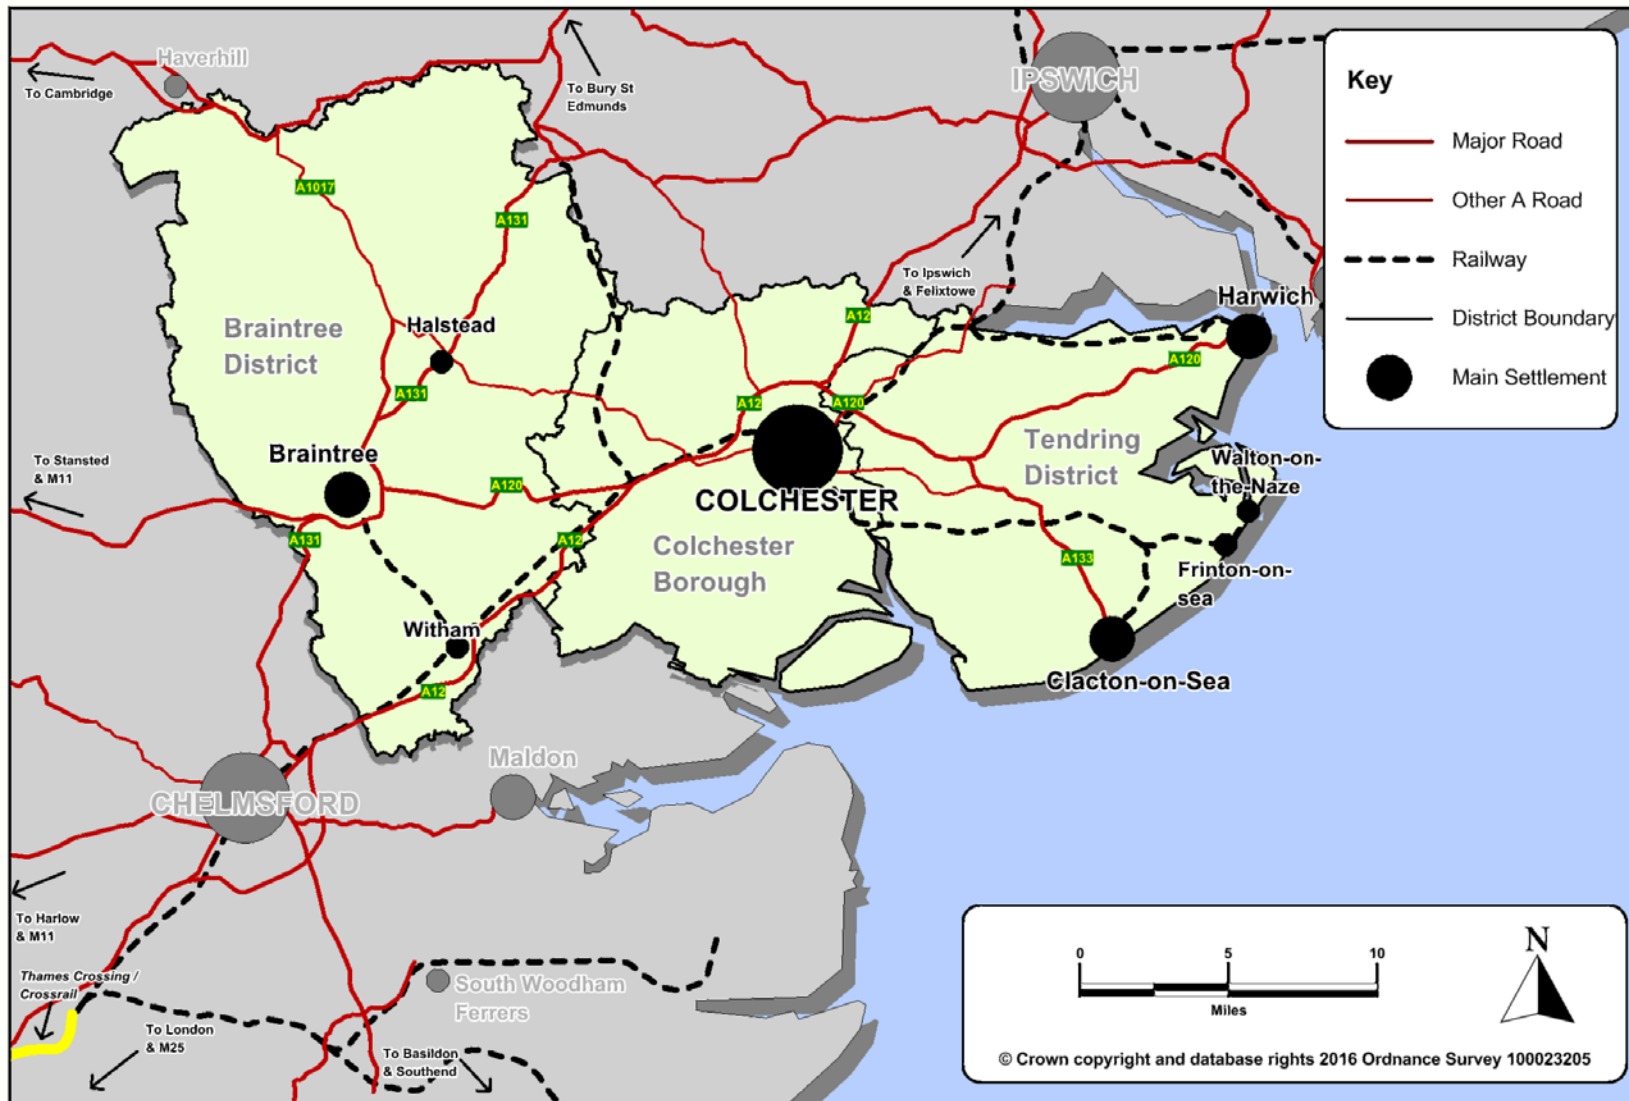 Haverhill
To Cambridge
To Bury St
Edmunds
IPSWICH
Key
Major Road
Other A Road
Railway
District Boundary
Main Settlement
A1017
A131
To Ipswich
& Felixtowe
Harwich
A12
Braintree
District
Halstead
A120
A131
A12
A120
Tendring
District
Braintree
To Stansted
& M11
Walton-on-
the-Naze
A120
COLCHESTER
A131
A12
Colchester
Borough
A133
Frinton-on-
sea
Witham
A12
Clacton-on-Sea
Maldon
CHELMSFORD
To Harlow
& M11
Thames Crossing /
Crossrail
South Woodham
Ferrers
To London
& M25
To Basildon
& Southend
0 5 10
Miles
N
© Crown copyright and database rights 2016 Ordnance Survey 100023205